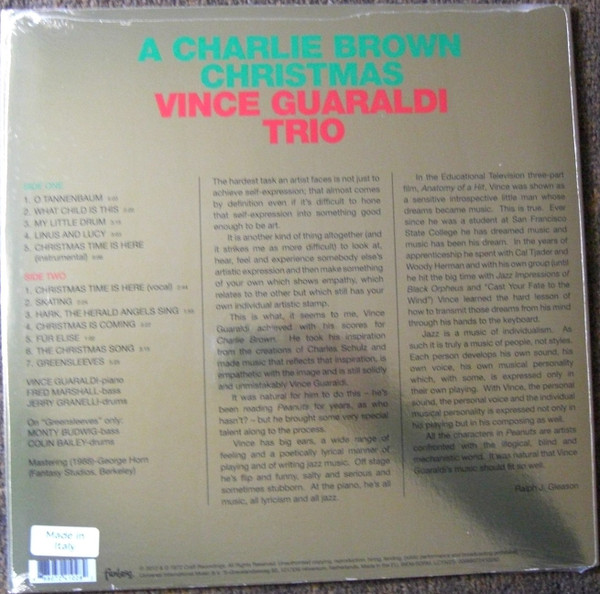 A CHARLIE BROWN
CHRISTMAS
VINCE GUARALDI
TRIO
SIDE ONE
1. O TANNENBAUM
2. WHAT CHILD IS THIS
3. MY LITTLE DRUM
4. LINUS AND LUCY
5. CHRISTMAS TIME IS HERE
(instrumental)
SIDE TWO
1. CHRISTMAS TIME IS HERE (vocal)
2. SKATING
3. HARK, THE HERALD ANGELS SING
4. CHRISTMAS IS COMING
5. FÜR ELISE
6. THE CHRISTMAS SONG
7. GREENSLEEVES
VINCE GUARALDI-piano
FRED MARSHALL-bass
JERRY GRANELLI-drums
On "Greensleeves" only:
MONTY BUDWIG-bass
COLIN BAILEY-drums
Mastering (1988)-George Horn
(Fantasy Studios, Berkeley)
The hardest task an artist faces is not just to
achieve self-expression; that almost comes
by definition even if it's difficult to hone
that self-expression into something good
enough to be art.
It is another kind of thing altogether (and
it strikes me as more difficult) to look at,
hear, feel and experience somebody else's
artistic expression and then make something
of your own which shows empathy, which
relates to the other but which still has your
own individual artistic stamp.
This is what, it seems to me, Vince
Guaraldi achieved with his scores for
Charlie Brown. He took his inspiration
from the creations of Charles Schulz and
made music that reflects that inspiration, is
empathetic with the image and is still solidly
and unmistakably Vince Guaraldi.
It was natural for him to do this – he's
been reading Peanuts for years, as who
hasn't? – but he brought some very special
talent along to the process.
Vince has big ears, a wide range of
feeling and a poetically lyrical manner of
playing and of writing jazz music. Off stage
he's flip and funny, salty and serious and
sometimes stubborn. At the piano, he's all
music, all lyricism and all jazz.
In the Educational Television three-part
film, Anatomy of a Hit, Vince was shown as
a sensitive introspective little man whose
dreams became music. This is true. Ever
since he was a student at San Francisco
State College he has dreamed music and
music has been his dream. In the years of
apprenticeship he spent with Cal Tjader and
Woody Herman and with his own group (until
he hit the big time with Jazz Impressions of
Black Orpheus and "Cast Your Fate to the
Wind") Vince learned the hard lesson of
how to transmit those dreams from his mind
through his hands to the keyboard.
Jazz is a music of individualism. As
such it is truly a music of people, not styles.
Each person develops his own sound, his
own voice, his own musical personality
which, with some, is expressed only in
their own playing. With Vince, the personal
sound, the personal voice and the individual
musical personality is expressed not only in
his playing but in his composing as well.
All the characters in Peanuts are artists
confronted with the illogical, blind and
mechanistic world. It was natural that Vince
Guaraldi's music should fit so well.
Ralph J. Gleason
Made in
Italy
Fantasy